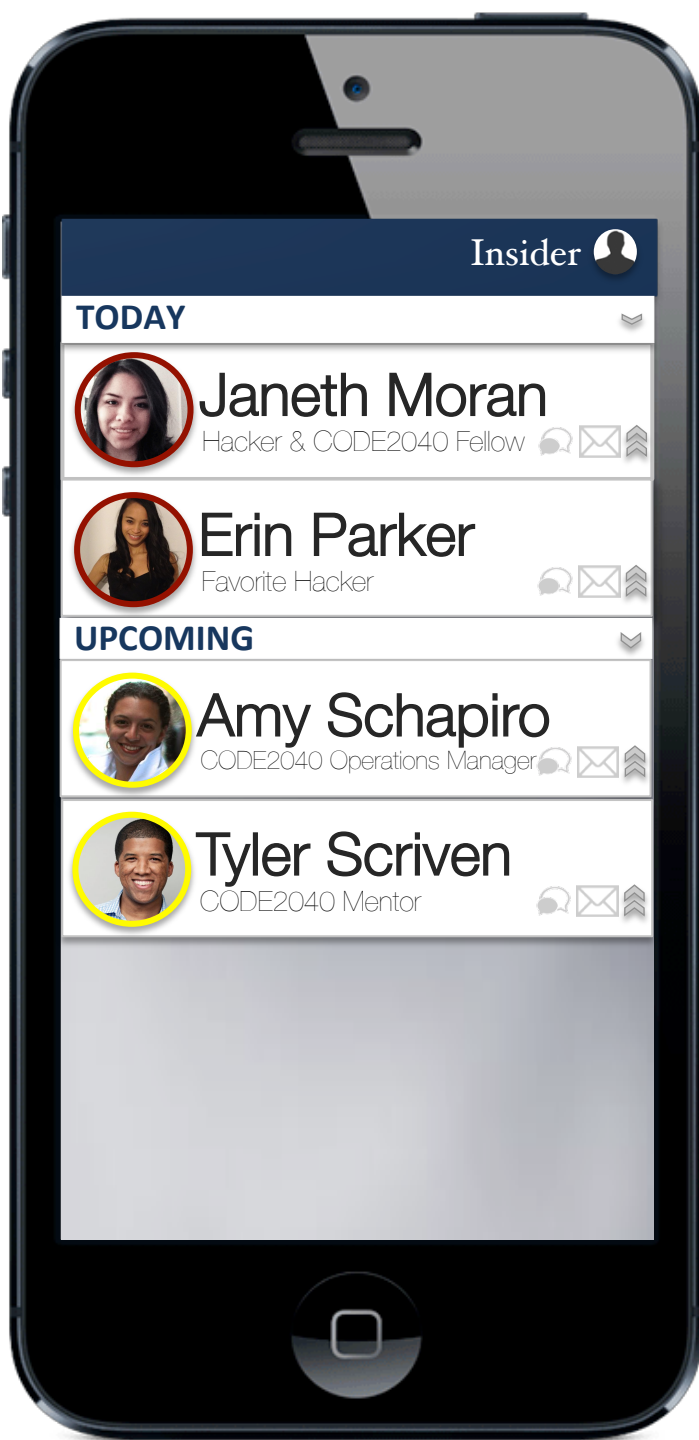 Insider
TODAY
Janeth Moran
Hacker & CODE2040 Fellow
Erin Parker
Favorite Hacker
UPCOMING
Amy Schapiro
CODE2040 Operations Manager
Tyler Scriven
CODE2040 Mentor